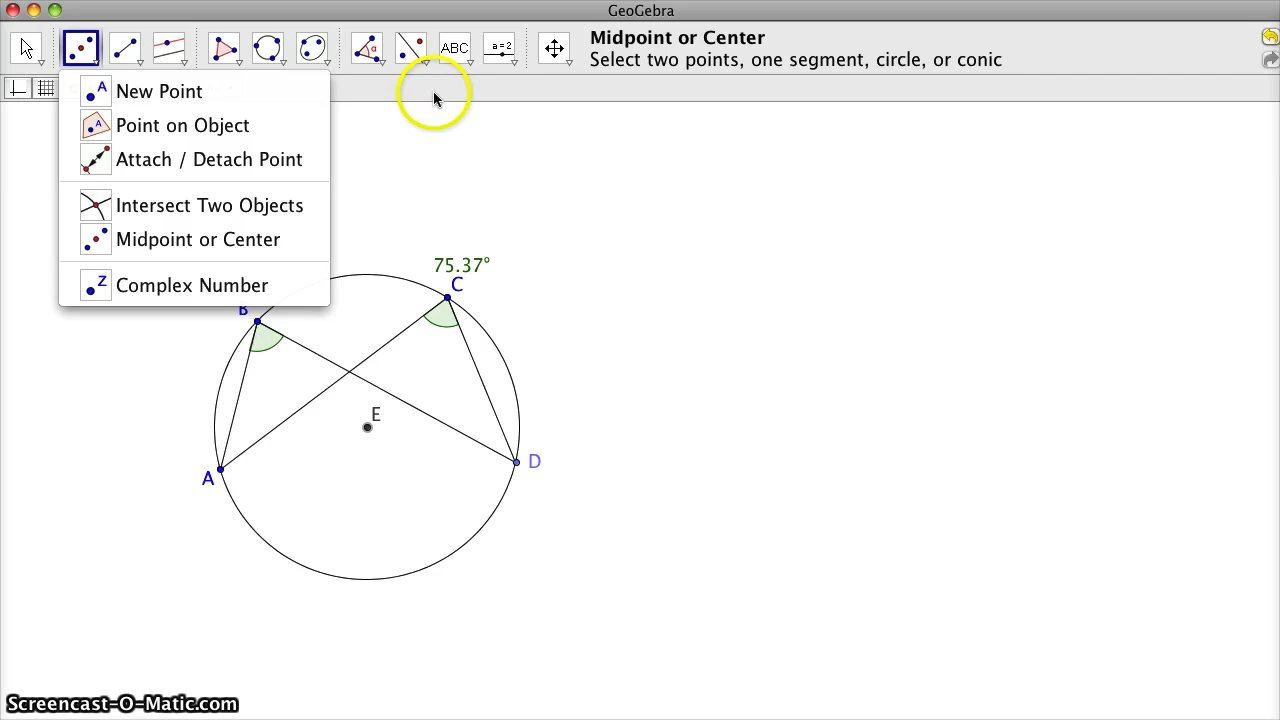 GeoGebra
ABC
a=2
Midpoint or Center
Select two points, one segment, circle, or conic
A New Point
A Point on Object
Attach / Detach Point
Intersect Two Objects
Midpoint or Center
Z Complex Number
75.37°
C
B
E
D
A
Screencast-O-Matic.com